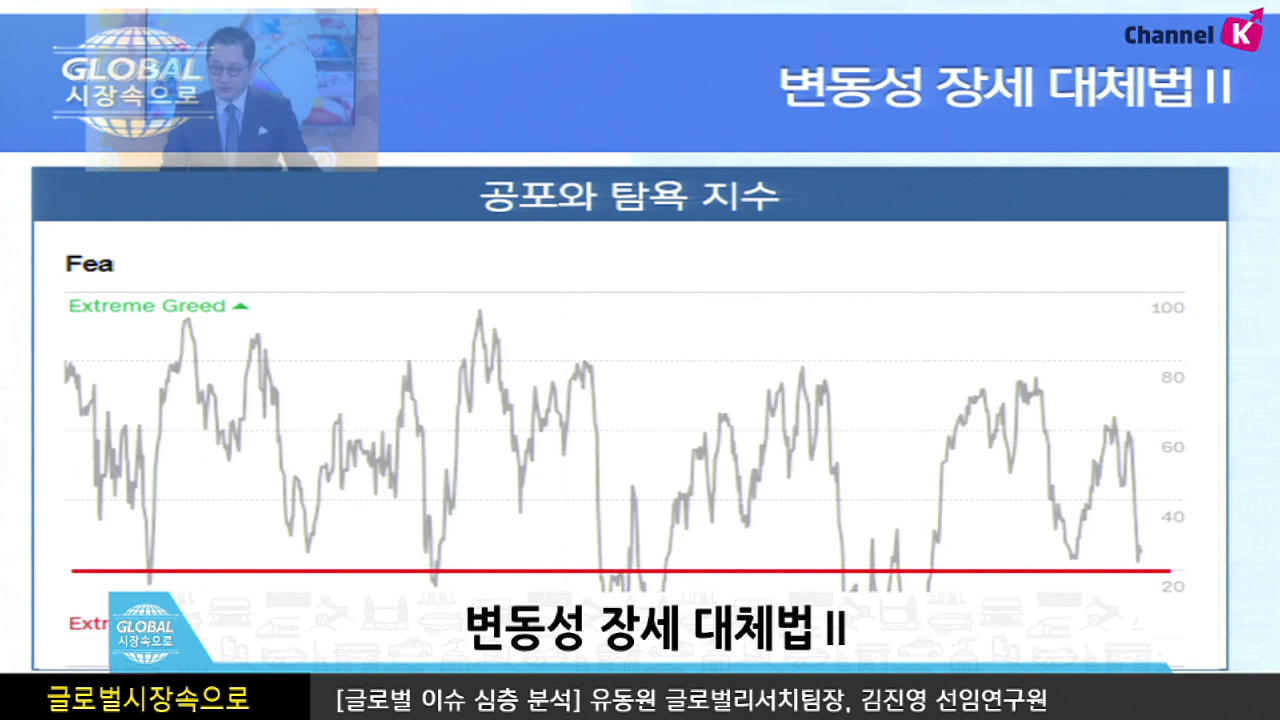 GLOBAL
시장속으로
Channel K
변동성 장세 대체법 II
공포와 탐욕 지수
Fea
Extreme Greed
100
80
60
40
20
Extr
GLOBAL
시장속으로
변동성 장세 대체법 II
글로벌시장속으로
[글로벌 이슈 심층 분석] 유동원 글로벌리서치팀장, 김진영 선임연구원